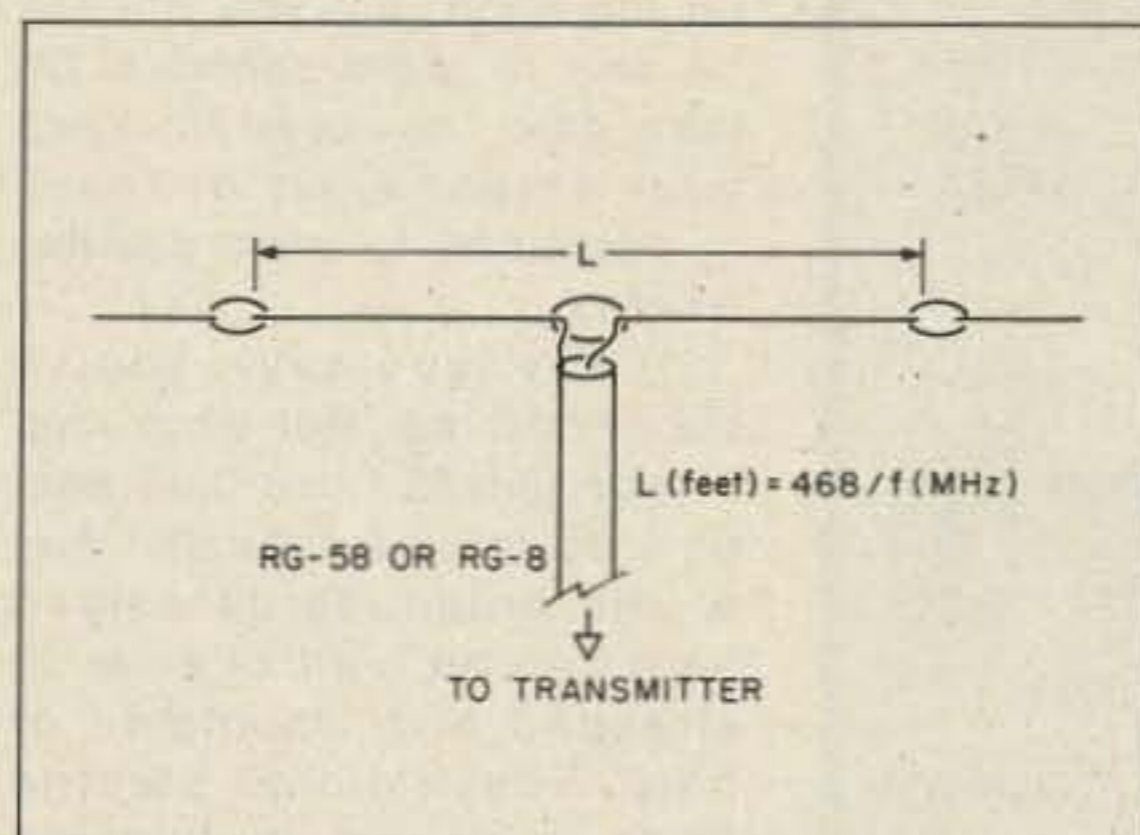 L
L (feet) = 468/f(MHz)
RG-58 OR RG-8
TO TRANSMITTER